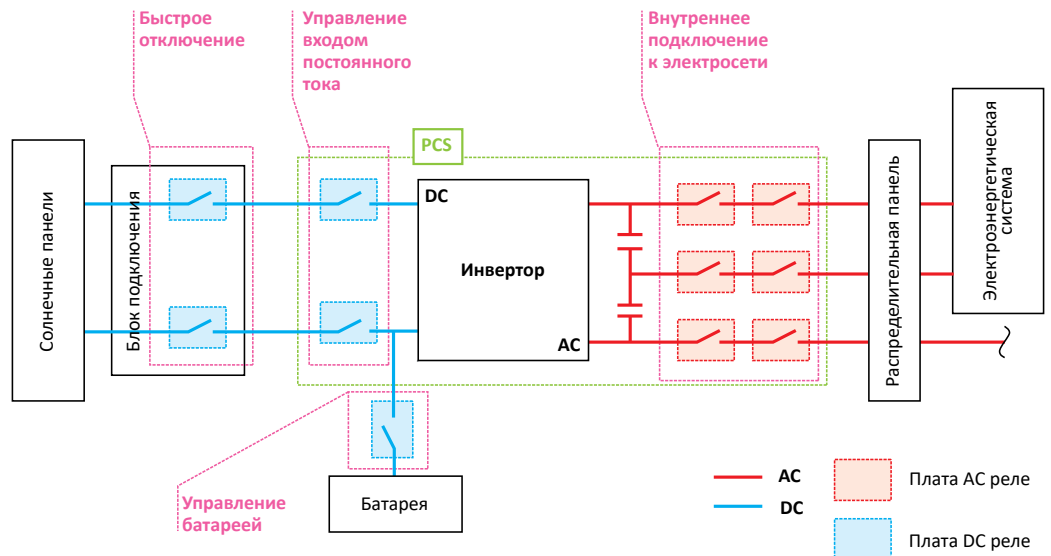 Быстрое
отключение
Управление
входом
постоянного
тока
Внутреннее
подключение
к электросети
PCS
Солнечные панели
Блок подключения
DC
Инвертор
AC
Распределительная панель
Электроэнергетическая
система
Управление
батареей
Батарея
AC
DC
Плата AC реле
Плата DC реле